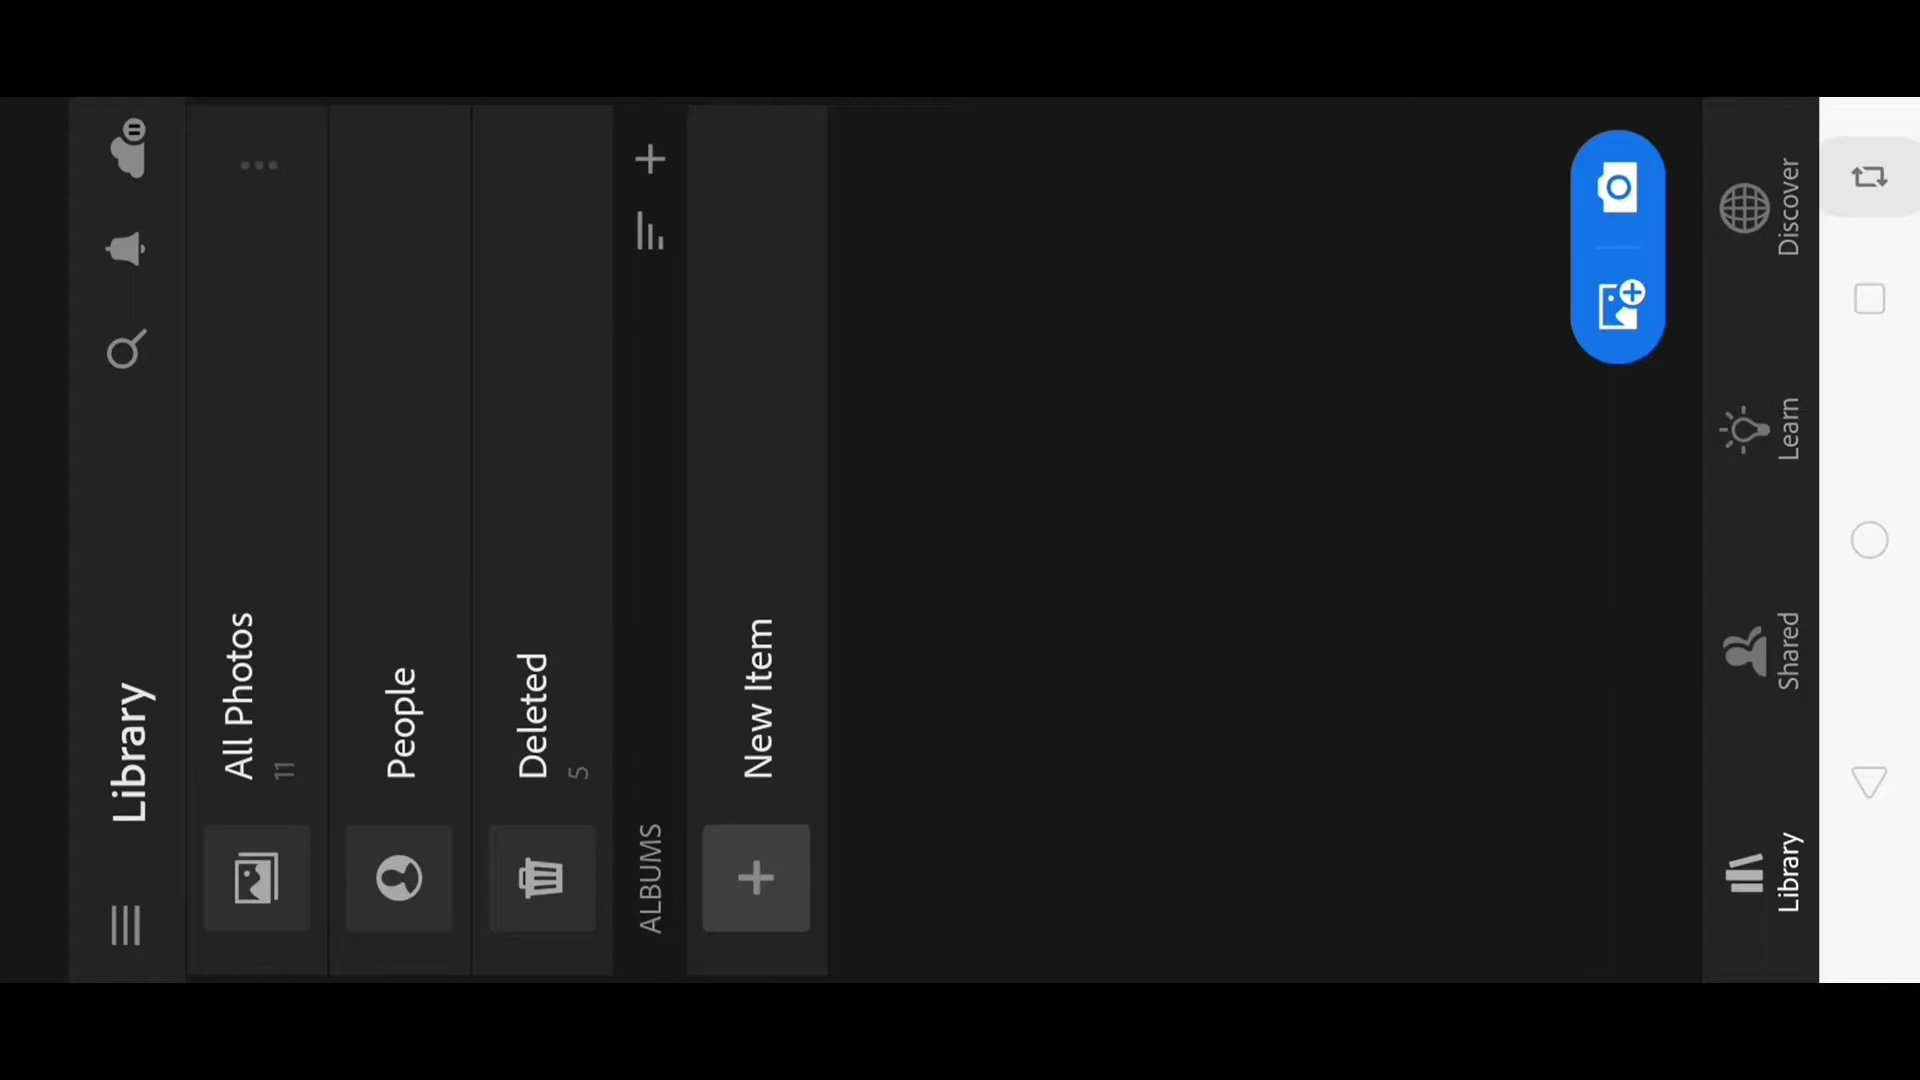 Library
All Photos
11
People
Deleted
5
ALBUMS
New Item
Library
Shared
Learn
Discover